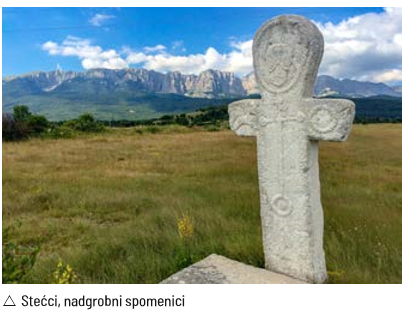 △ Stećci, nadgrobni spomenici